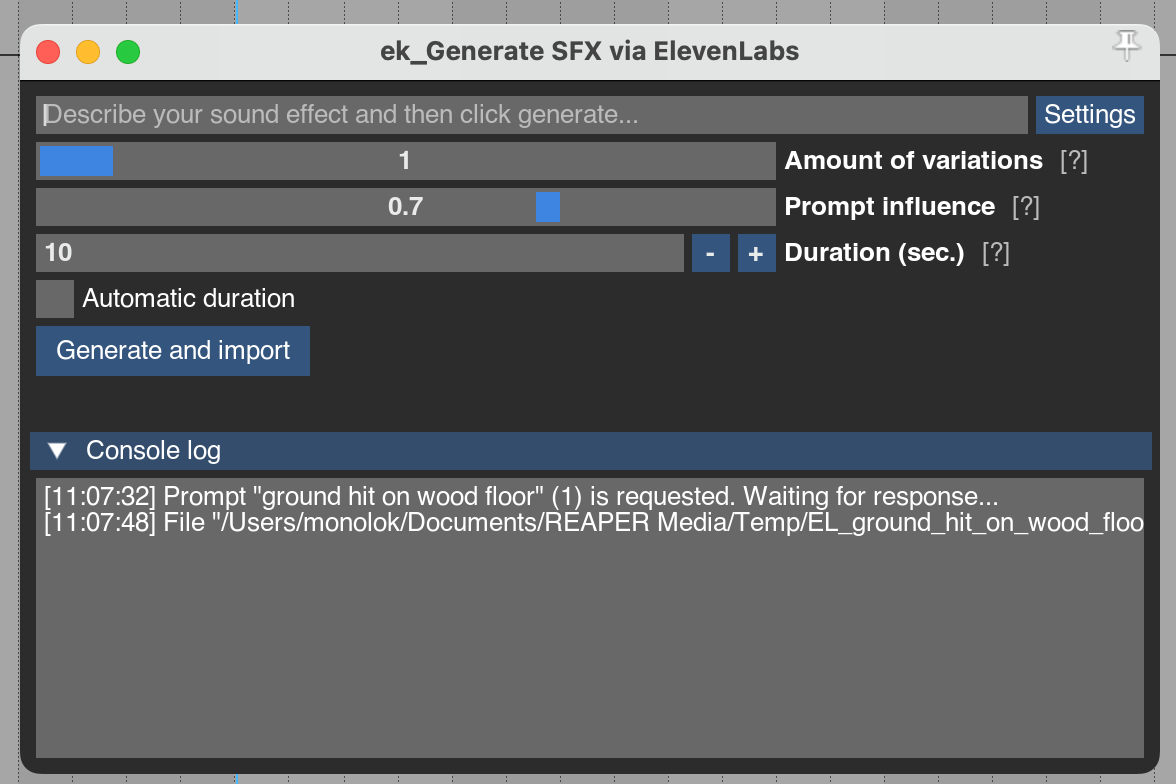 ek_Generate SFX via ElevenLabs
Describe your sound effect and then click generate...
Settings
1
Amount of variations [?]
0.7
Prompt influence [?]
10
- + Duration (sec.) [?]
Automatic duration
Generate and import
Console log
[11:07:32] Prompt "ground hit on wood floor" (1) is requested. Waiting for response...
[11:07:48] File "/Users/monolok/Documents/REAPER Media/Temp/EL_ground_hit_on_wood_floo